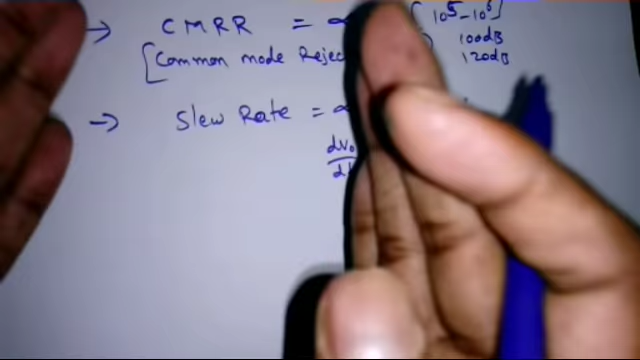 → CMRR = ∝ [10⁵-10⁶]
[Common mode Rejec 100dB
120dB
→ Slew Rate = ∝
dV₀